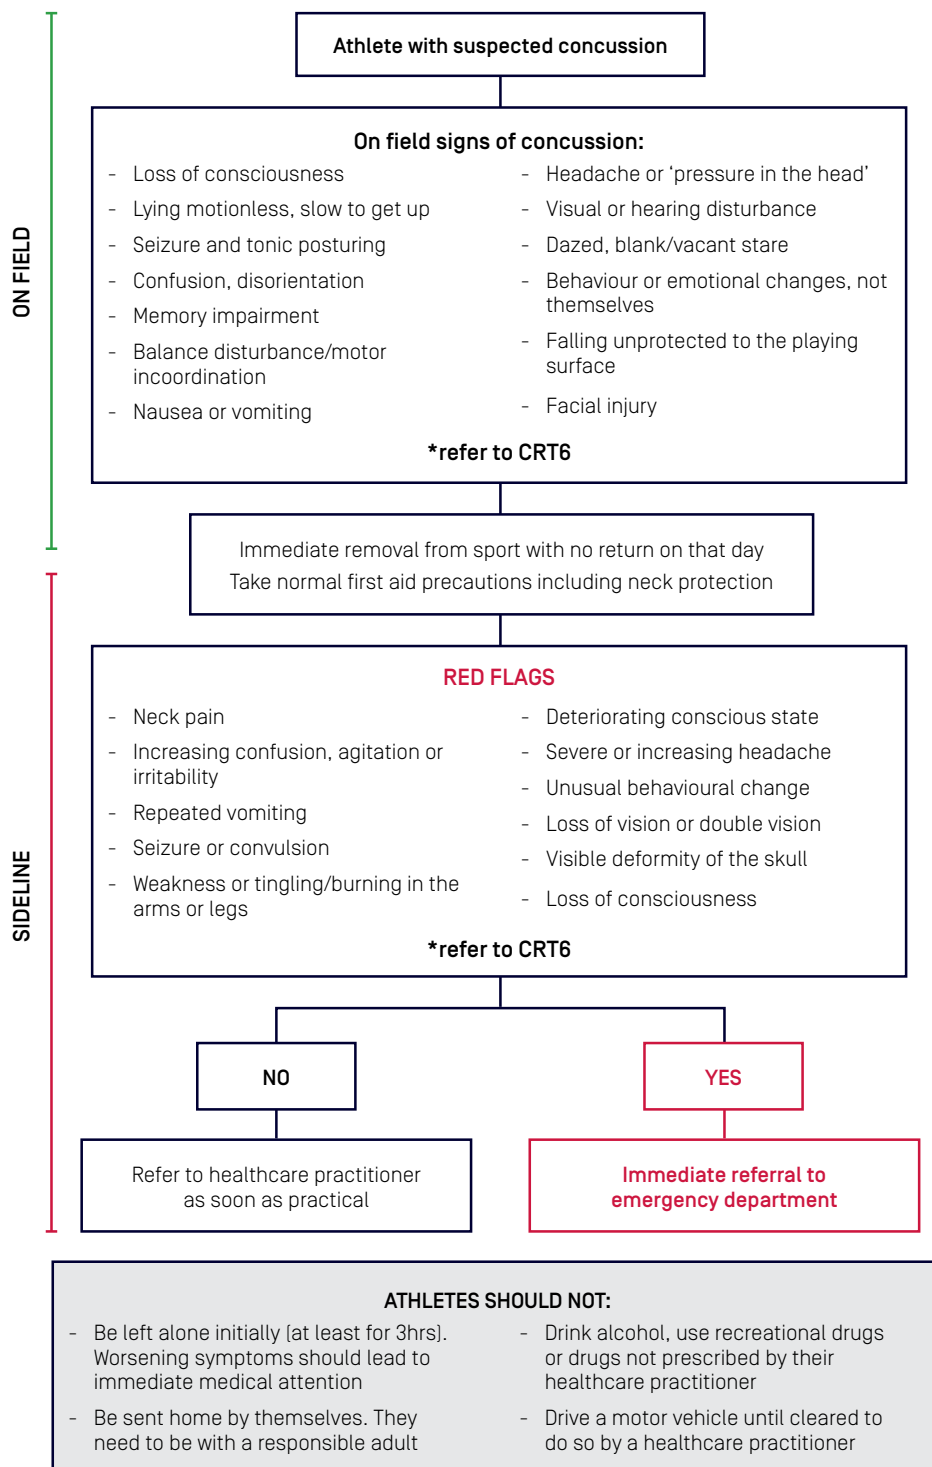 Athlete with suspected concussion
ON FIELD
On field signs of concussion:
- Loss of consciousness
- Lying motionless, slow to get up
- Seizure and tonic posturing
- Confusion, disorientation
- Memory impairment
- Balance disturbance/motor
incoordination
- Nausea or vomiting
- Headache or ‘pressure in the head’
- Visual or hearing disturbance
- Dazed, blank/vacant stare
- Behaviour or emotional changes, not
themselves
- Falling unprotected to the playing
surface
- Facial injury
*refer to CRT6
Immediate removal from sport with no return on that day
Take normal first aid precautions including neck protection
SIDELINE
RED FLAGS
- Neck pain
- Increasing confusion, agitation or
irritability
- Repeated vomiting
- Seizure or convulsion
- Weakness or tingling/burning in the
arms or legs
- Deteriorating conscious state
- Severe or increasing headache
- Unusual behavioural change
- Loss of vision or double vision
- Visible deformity of the skull
- Loss of consciousness
*refer to CRT6
NO
YES
Refer to healthcare practitioner
as soon as practical
Immediate referral to
emergency department
ATHLETES SHOULD NOT:
- Be left alone initially (at least for 3hrs).
Worsening symptoms should lead to
immediate medical attention
- Be sent home by themselves. They
need to be with a responsible adult
- Drink alcohol, use recreational drugs
or drugs not prescribed by their
healthcare practitioner
- Drive a motor vehicle until cleared to
do so by a healthcare practitioner